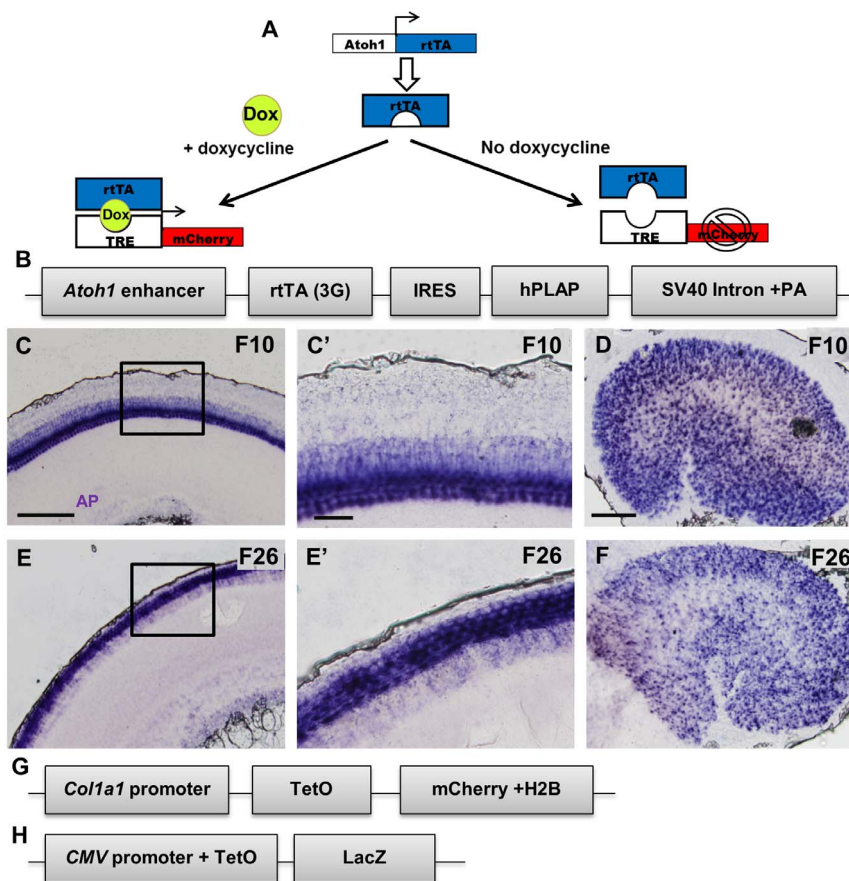 A
Atoh1 rtTA
rtTA
Dox
+ doxycycline
No doxycycline
rtTA
Dox
TRE
mCherry
rtTA
TRE
mCherry
B
Atoh1 enhancer
rtTA (3G)
IRES
hPLAP
SV40 Intron +PA
C
F10
AP
C’
F10
D
F10
E
F26
E’
F26
F
F26
G
Col1a1 promoter
TetO
mCherry +H2B
H
CMV promoter + TetO
LacZ